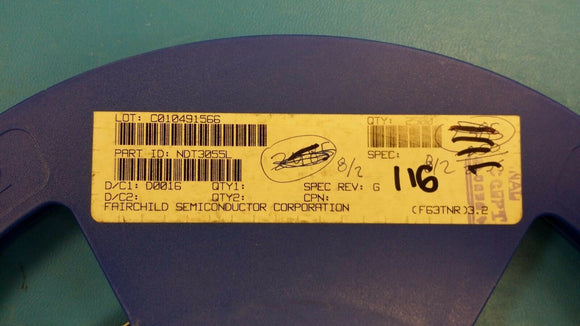 LOT: C010491566
QTY: 2500
PART ID: NDT3055L
SPEC:
8/2
8/2
116
D/C1: D0016 QTY1: SPEC REV: G
D/C2: QTY2: CPN:
FAIRCHILD SEMICONDUCTOR CORPORATION (F63TNR)3.2